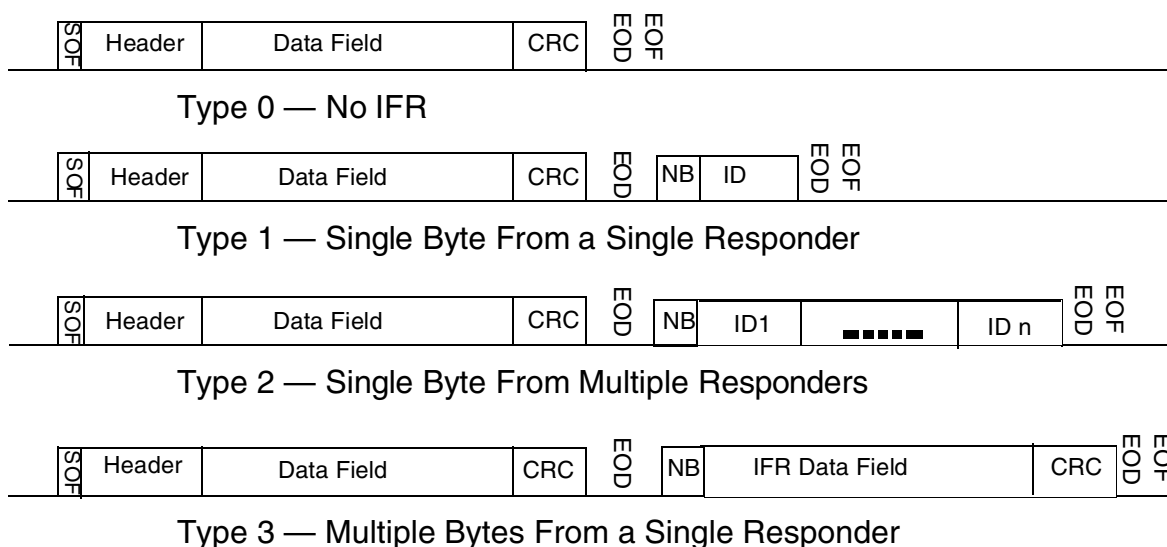 SOF Header Data Field CRC EOD EOF
Type 0 — No IFR
SOF Header Data Field CRC EOD NB ID EOD EOF
Type 1 — Single Byte From a Single Responder
SOF Header Data Field CRC EOD NB ID1 ID n EOD EOF
Type 2 — Single Byte From Multiple Responders
SOF Header Data Field CRC EOD NB IFR Data Field CRC EOD EOF
Type 3 — Multiple Bytes From a Single Responder